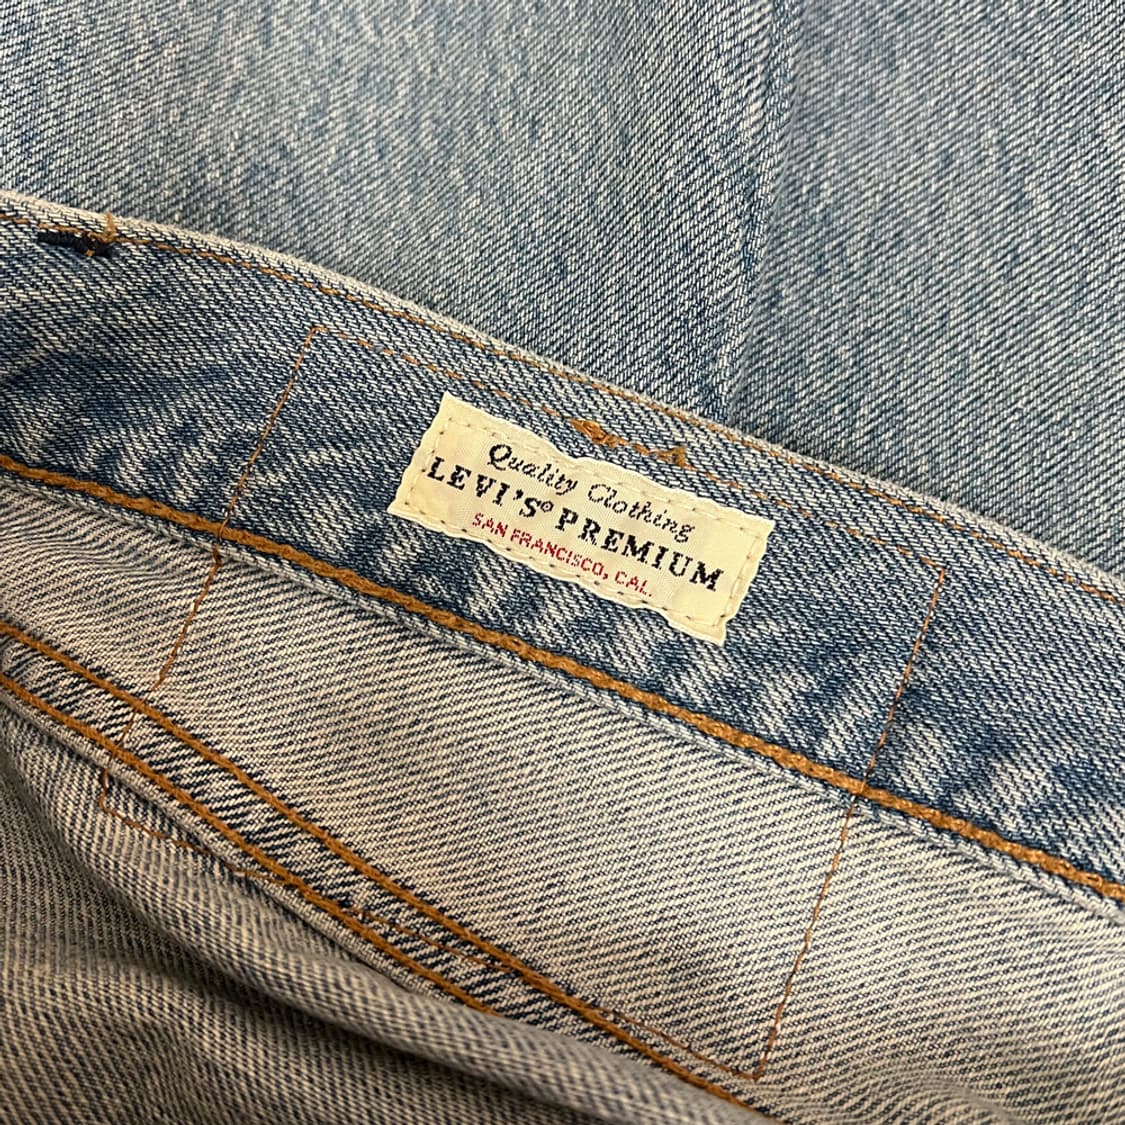 Quality Clothing
LEVI'S® PREMIUM
SAN FRANCISCO, CAL.